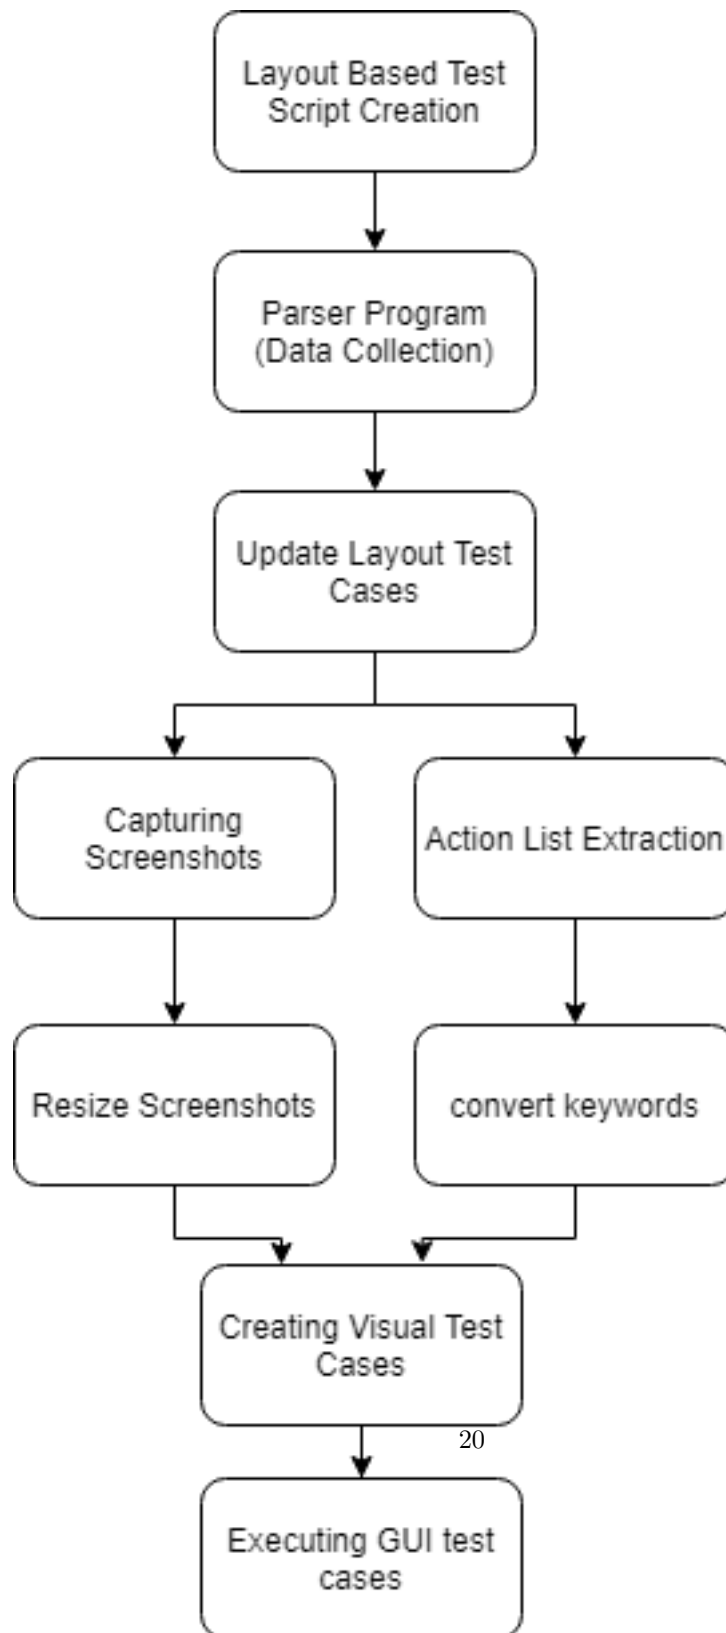 Layout Based Test
Script Creation
Parser Program
(Data Collection)
Update Layout Test
Cases
Capturing
Screenshots
Action List Extraction
Resize Screenshots
convert keywords
Creating Visual Test
Cases
20
Executing GUI test
cases